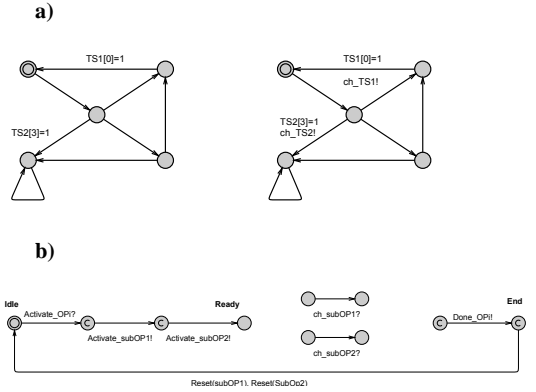 a)
TS1[0]=1
TS1[0]=1
ch_TS1!
TS2[3]=1
TS2[3]=1
ch_TS2!
b)
Idle
Ready
End
Activate_OPi?
Done_OPi!
C
C
C
C
Activate_subOP1!
Activate_subOP2!
ch_subOP1?
ch_subOP2?
Reset(subOP1), Reset(SubOp2)